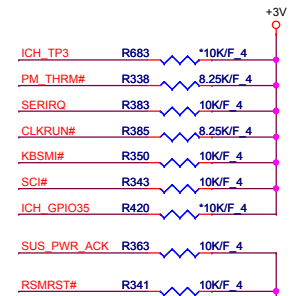 +3V
ICH_TP3 R683 *10K/F_4
PM_THRM# R338 8.25K/F_4
SERIRQ R383 10K/F_4
CLKRUN# R385 8.25K/F_4
KBSMI# R350 10K/F_4
SCI# R343 10K/F_4
ICH_GPIO35 R420 *10K/F_4
SUS_PWR_ACK R363 10K/F_4
RSMRST# R341 10K/F_4